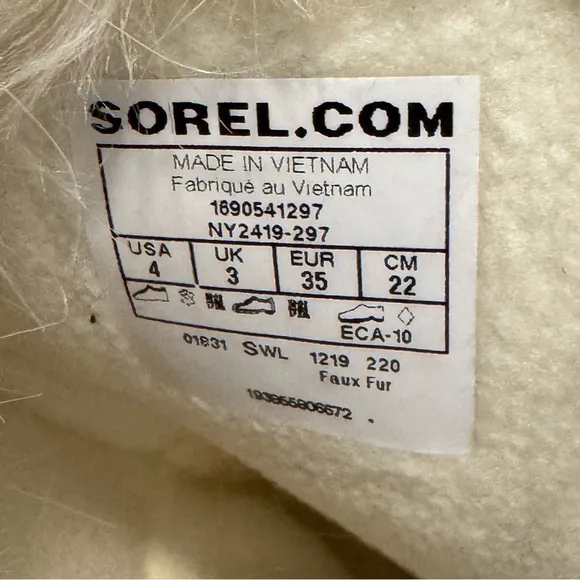 SOREL.COM
MADE IN VIETNAM
Fabriqué au Vietnam
1690541297
NY2419-297
USA UK EUR CM
4 3 35 22
ECA-10
01831 SWL 1219 220
Faux Fur
193855806672